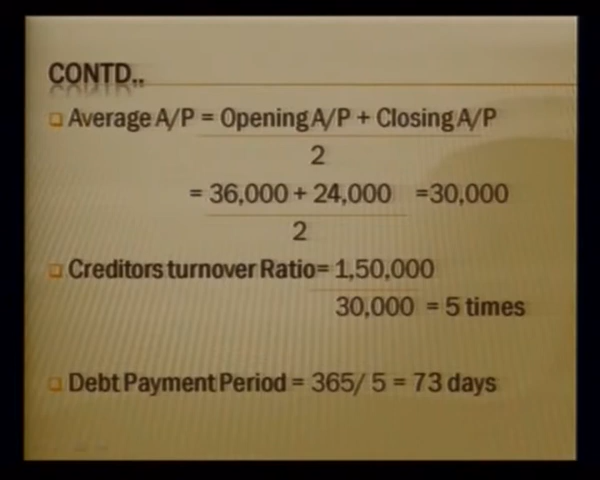 CONTD..
Average A/P = Opening A/P + Closing A/P
2
= 36,000 + 24,000 =30,000
2
Creditors turnover Ratio= 1,50,000
30,000 = 5 times
Debt Payment Period = 365/ 5 = 73 days